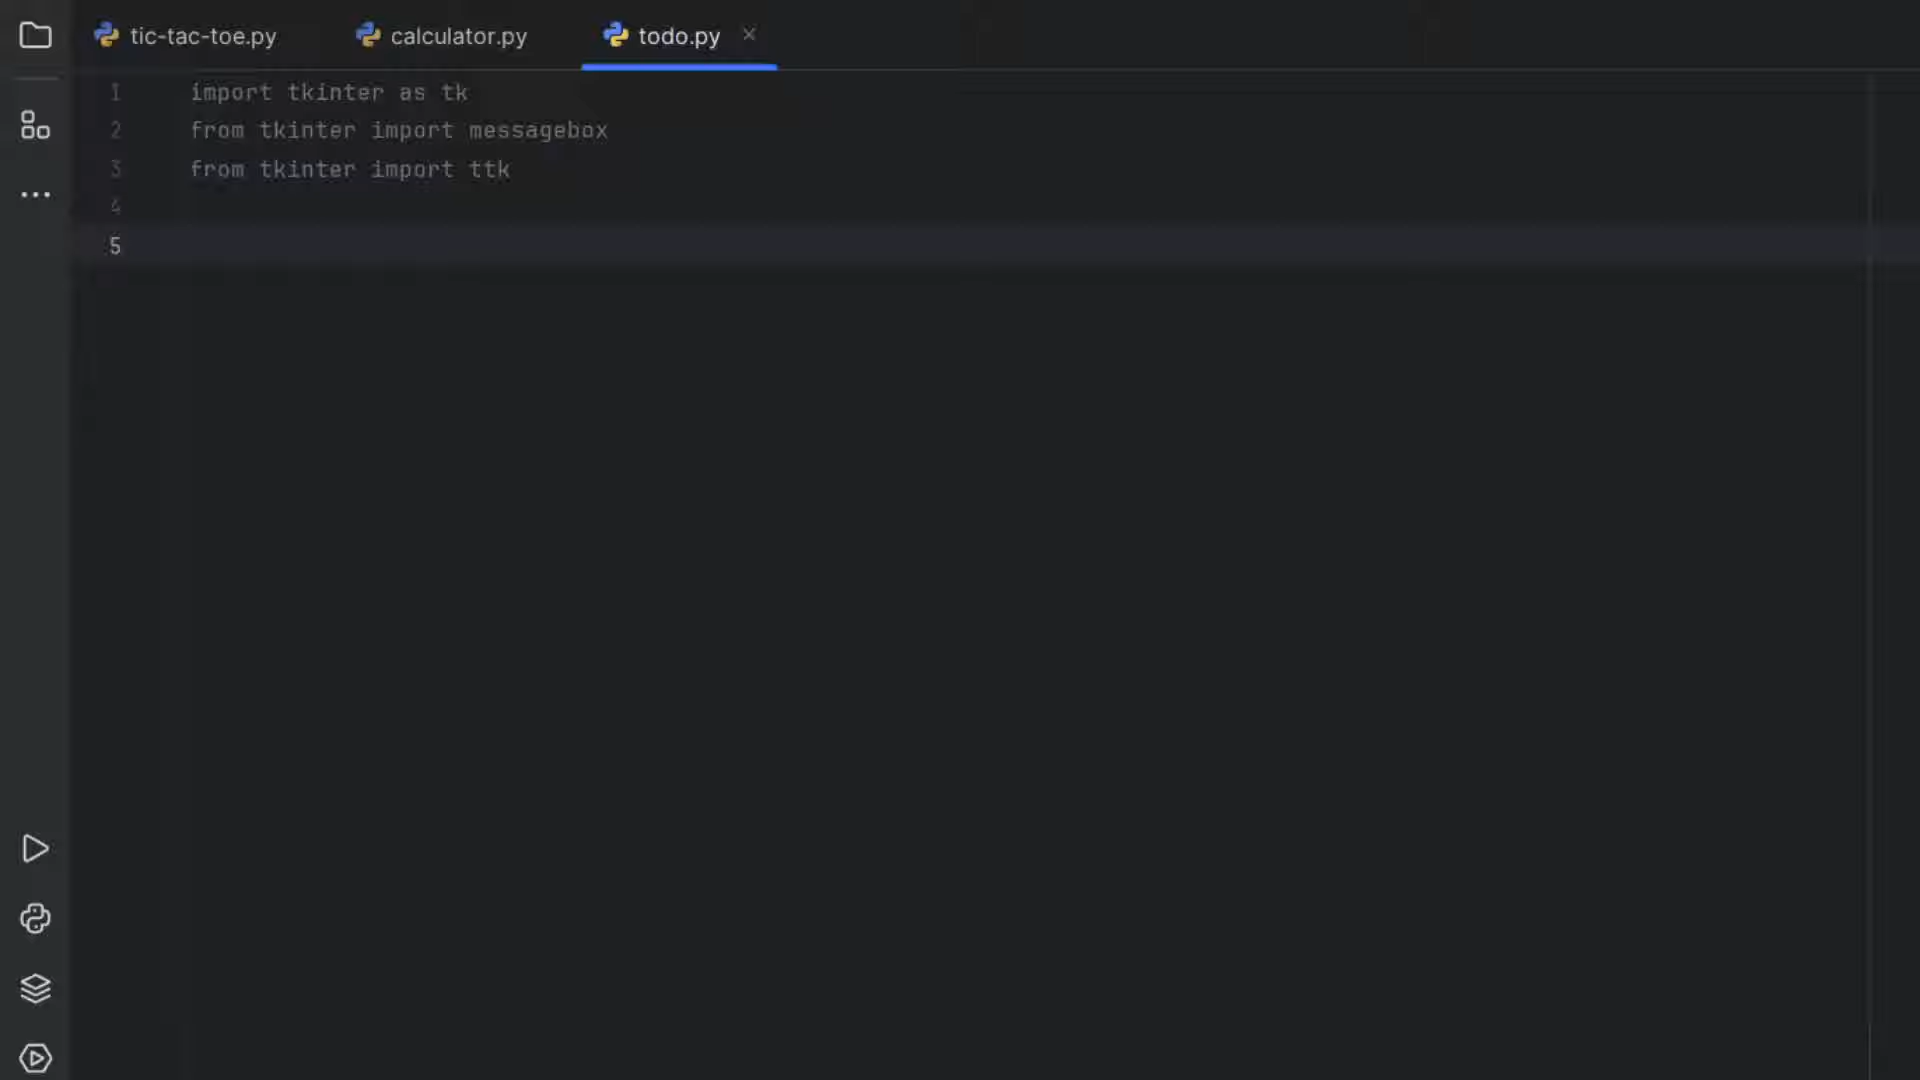 tic-tac-toe.py calculator.py todo.py
1 import tkinter as tk
2 from tkinter import messagebox
3 from tkinter import ttk
4
5